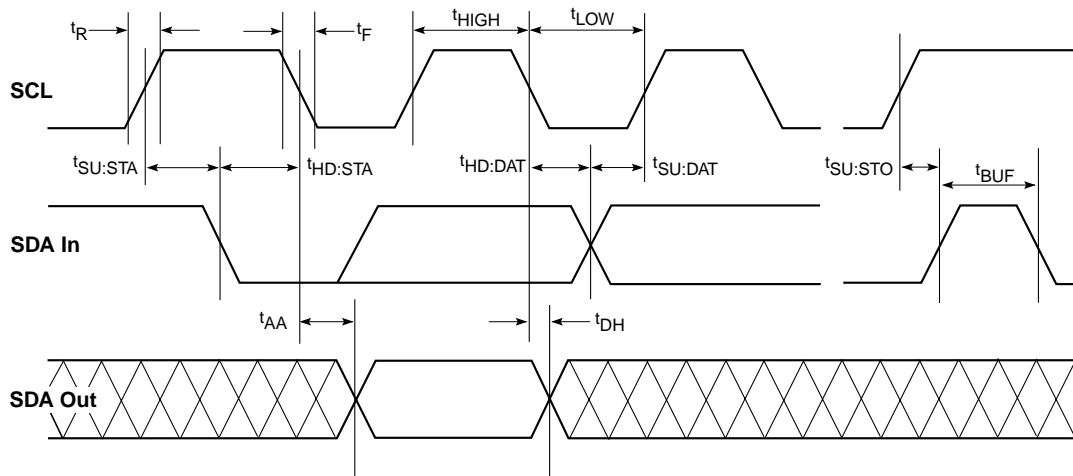 tR
tF
tHIGH
tLOW
SCL
tSU:STA
tHD:STA
tHD:DAT
tSU:DAT
tSU:STO
tBUF
SDA In
tAA
tDH
SDA Out